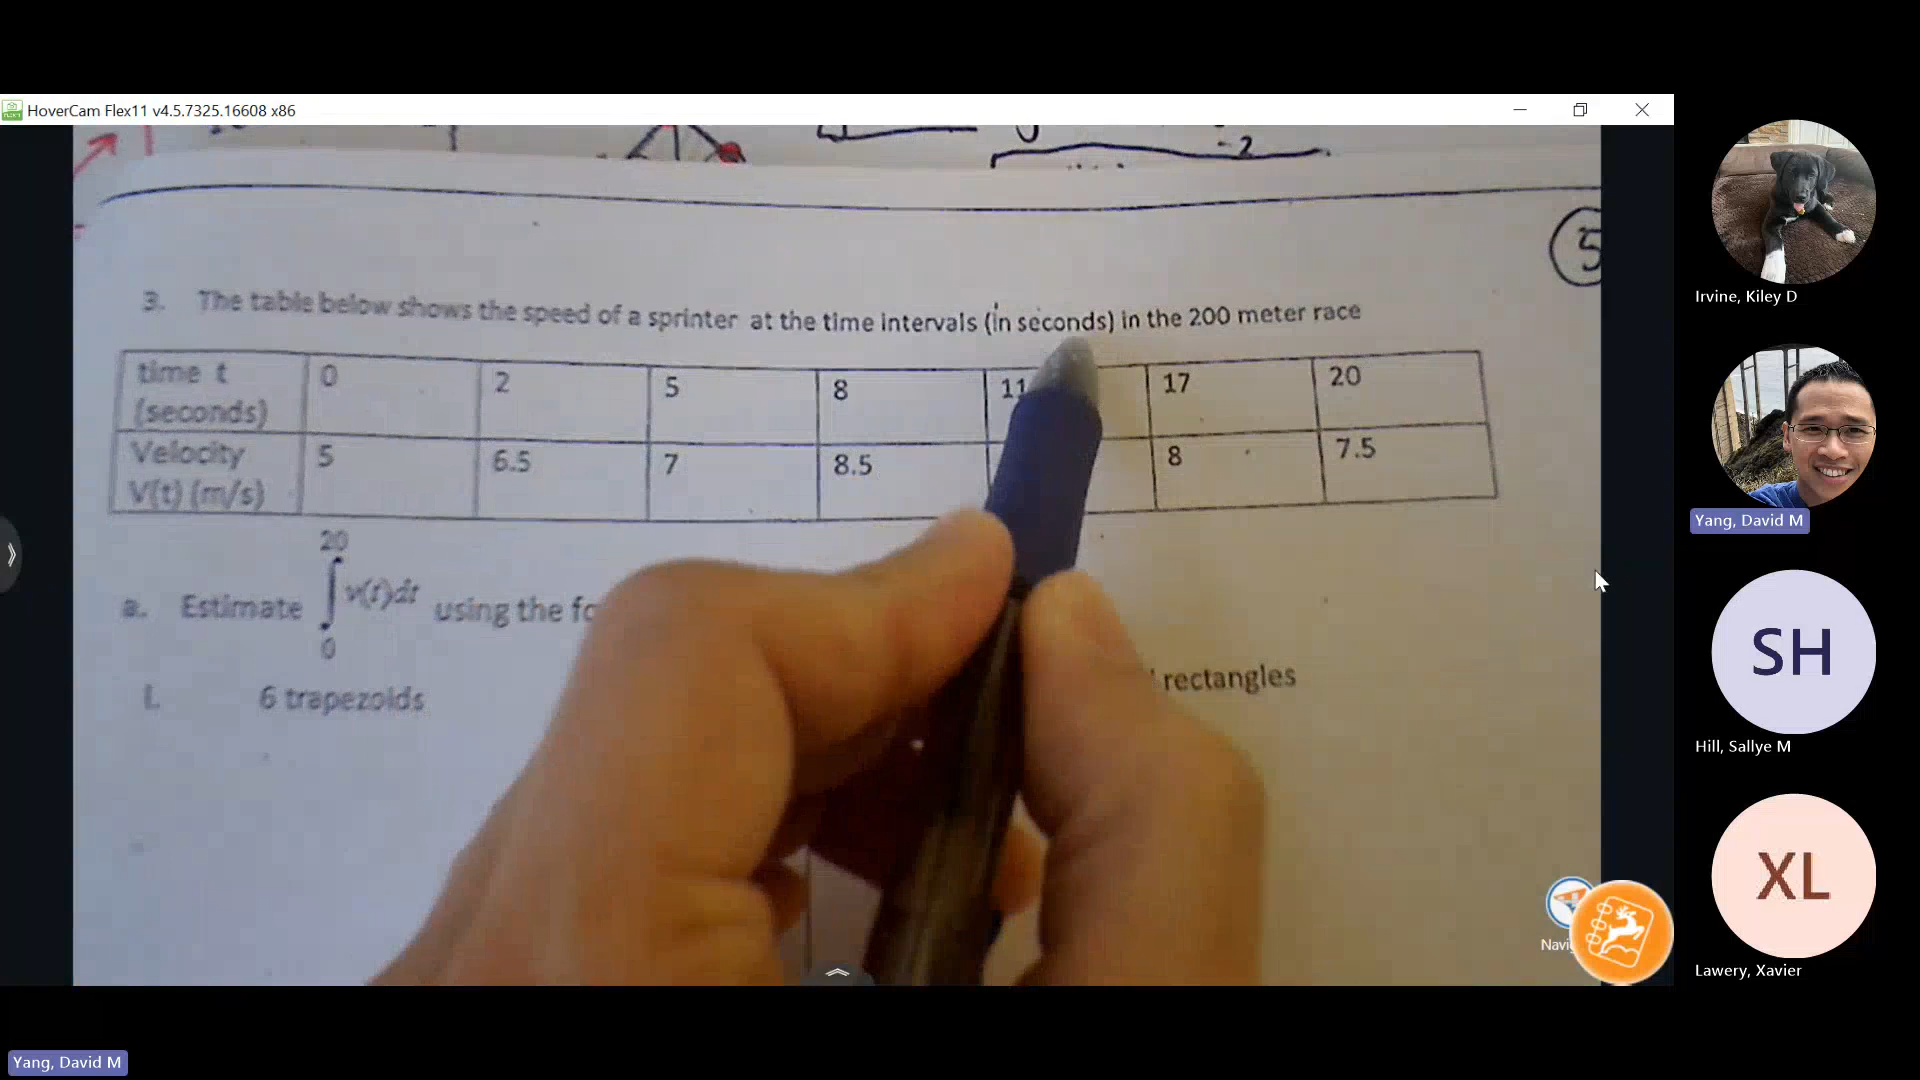 HoverCam Flex11 v4.5.7325.16608 x86
-2
5
3. The table below shows the speed of a sprinter at the time intervals (in seconds) in the 200 meter race
time t (seconds) 0 2 5 8 11 17 20
Velocity V(t) (m/s) 5 6.5 7 8.5 8 7.5
a. Estimate ∫₀²⁰ v(t)dt using the
i. 6 trapezoids
rectangles
Irvine, Kiley D
Yang, David M
SH
Hill, Sallye M
XL
Lawery, Xavier
Yang, David M